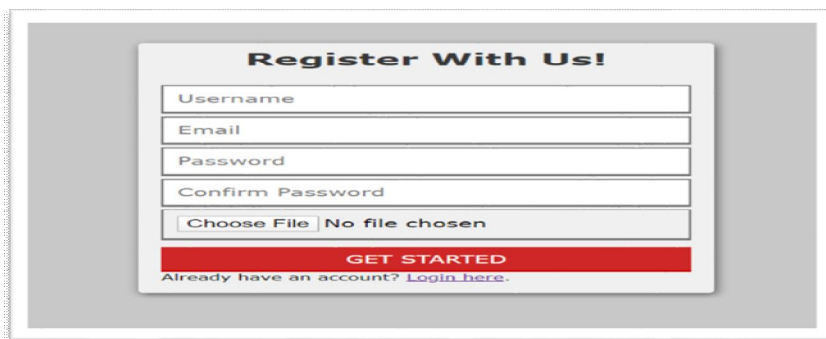 Register With Us!
Username
Email
Password
Confirm Password
Choose File No file chosen
GET STARTED
Already have an account? Login here.